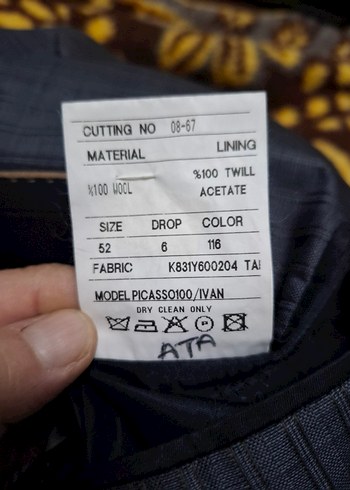 CUTTING NO 08-67
MATERIAL LINING
%100 WOOL %100 TWILL
ACETATE
SIZE DROP COLOR
52 6 116
FABRIC K831Y600204 TAI
MODEL PICASSO100/IVAN
DRY CLEAN ONLY
P
ATA